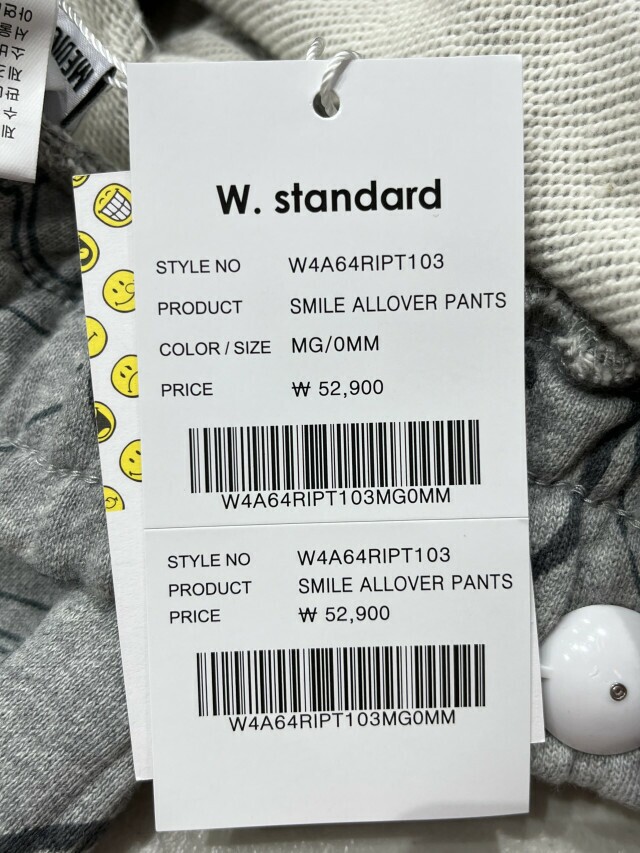 W. standard
STYLE NO W4A64RIPT103
PRODUCT SMILE ALLOVER PANTS
COLOR / SIZE MG/0MM
PRICE ₩ 52,900
W4A64RIPT103MG0MM
STYLE NO W4A64RIPT103
PRODUCT SMILE ALLOVER PANTS
PRICE ₩ 52,900
W4A64RIPT103MG0MM